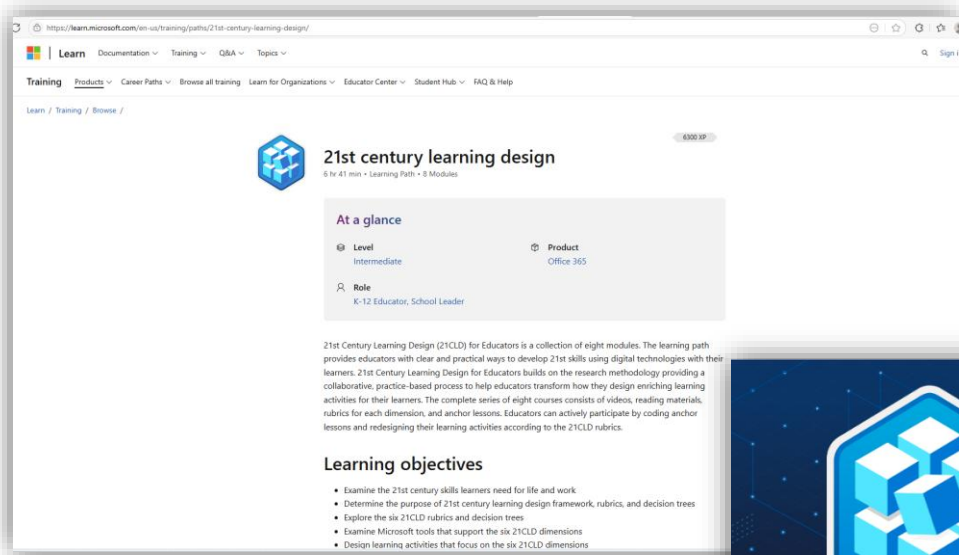 https://learn.microsoft.com/en-us/training/paths/21st-century-learning-design/
Learn Documentation Training Q&A Topics
Sign i
Training Products Career Paths Browse all training Learn for Organizations Educator Center Student Hub FAQ & Help
Learn / Training / Browse /
6300 XP
21st century learning design
6 hr 41 min • Learning Path • 8 Modules
At a glance
Level
Intermediate
Product
Office 365
Role
K-12 Educator, School Leader
21st Century Learning Design (21CLD) for Educators is a collection of eight modules. The learning path
provides educators with clear and practical ways to develop 21st skills using digital technologies with their
learners. 21st Century Learning Design for Educators builds on the research methodology providing a
collaborative, practice-based process to help educators transform how they design enriching learning
activities for their learners. The complete series of eight courses consists of videos, reading materials,
rubrics for each dimension, and anchor lessons. Educators can actively participate by coding anchor
lessons and redesigning their learning activities according to the 21CLD rubrics.
Learning objectives
• Examine the 21st century skills learners need for life and work
• Determine the purpose of 21st century learning design framework, rubrics, and decision trees
• Explore the six 21CLD rubrics and decision trees
• Examine Microsoft tools that support the six 21CLD dimensions
• Design learning activities that focus on the six 21CLD dimensions